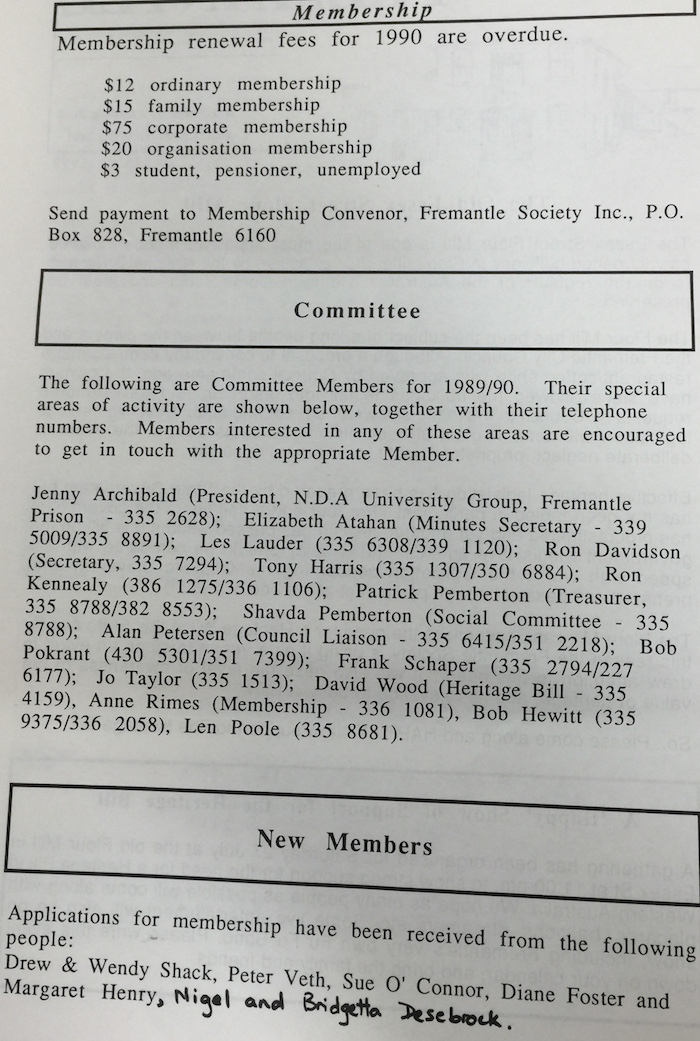 Membership
Membership renewal fees for 1990 are overdue.
$12 ordinary membership
$15 family membership
$75 corporate membership
$20 organisation membership
$3 student, pensioner, unemployed
Send payment to Membership Convenor, Fremantle Society Inc., P.O.
Box 828, Fremantle 6160
Committee
The following are Committee Members for 1989/90. Their special
areas of activity are shown below, together with their telephone
numbers. Members interested in any of these areas are encouraged
to get in touch with the appropriate Member.
Jenny Archibald (President, N.D.A University Group, Fremantle
Prison - 335 2628); Elizabeth Atahan (Minutes Secretary - 339
5009/335 8891); Les Lauder (335 6308/339 1120); Ron Davidson
(Secretary, 335 7294); Tony Harris (335 1307/350 6884); Ron
Kennealy (386 1275/336 1106); Patrick Pemberton (Treasurer,
335 8788/382 8553); Shavda Pemberton (Social Committee - 335
8788); Alan Petersen (Council Liaison - 335 6415/351 2218); Bob
Pokrant (430 5301/351 7399); Frank Schaper (335 2794/227
6177); Jo Taylor (335 1513); David Wood (Heritage Bill - 335
4159), Anne Rimes (Membership - 336 1081), Bob Hewitt (335
9375/336 2058), Len Poole (335 8681).
New Members
Applications for membership have been received from the following
people:
Drew & Wendy Shack, Peter Veth, Sue O' Connor, Diane Foster and
Margaret Henry, Nigel and Bridgetta Desebrock.